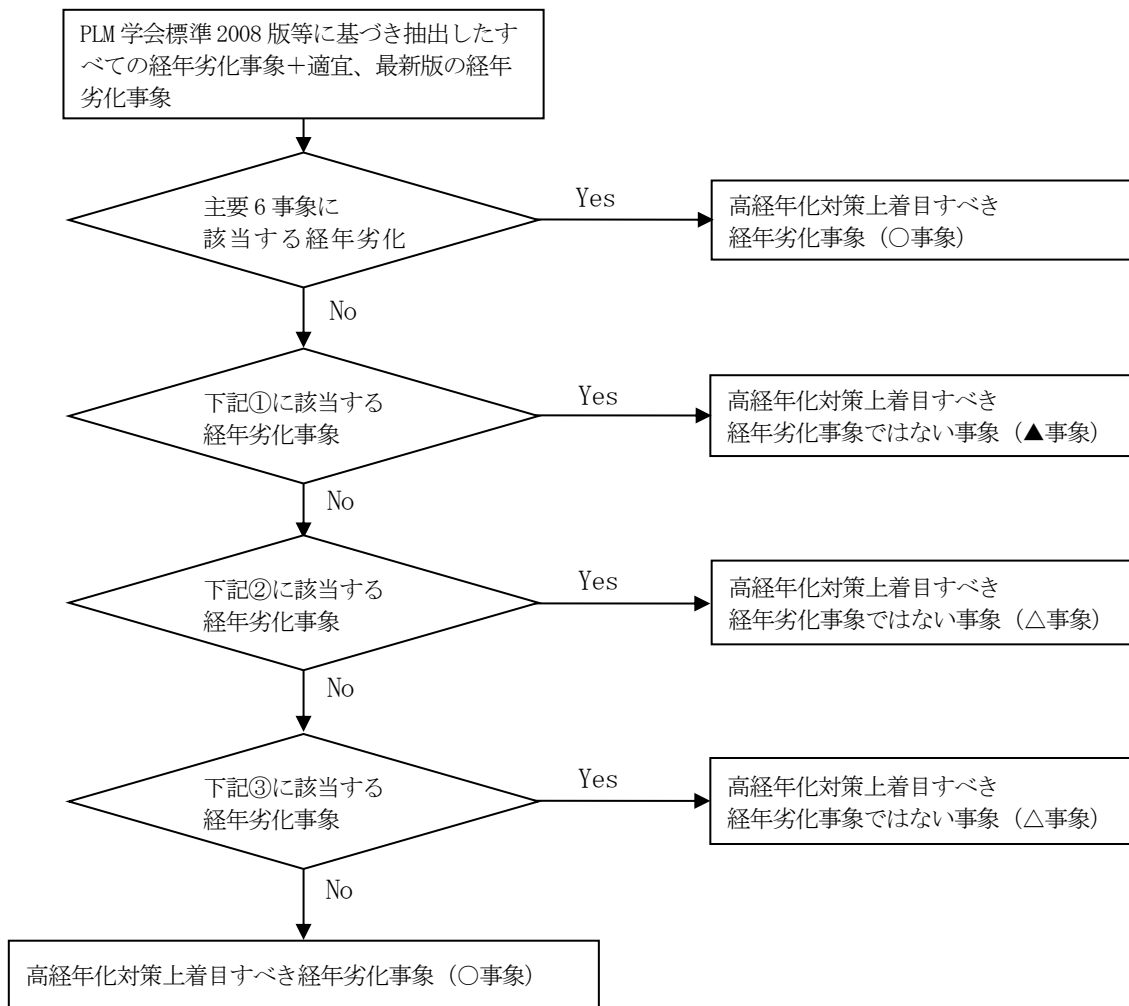 PLM 学会標準 2008 版等に基づき抽出したす
べての経年劣化事象+適宜、最新版の経年
劣化事象
主要 6 事象に
該当する経年劣化
Yes
高経年化対策上着目すべき
経年劣化事象(○事象)
No
下記①に該当する
経年劣化事象
Yes
高経年化対策上着目すべき
経年劣化事象ではない事象(▲事象)
No
下記②に該当する
経年劣化事象
Yes
高経年化対策上着目すべき
経年劣化事象ではない事象(△事象)
No
下記③に該当する
経年劣化事象
Yes
高経年化対策上着目すべき
経年劣化事象ではない事象(△事象)
No
高経年化対策上着目すべき経年劣化事象(○事象)